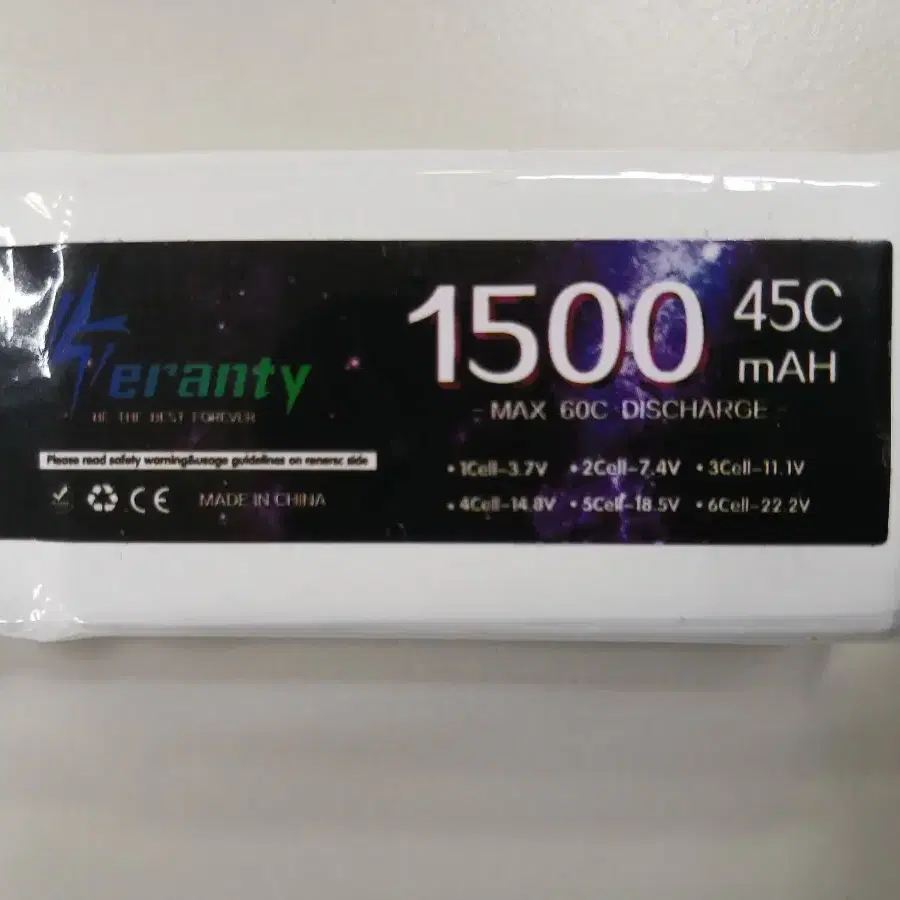 Teranty
BE THE BEST FOREVER
Please read safety warning&usage guidelines on renersc side
CE MADE IN CHINA
1500 45C
mAH
- MAX 60C DISCHARGE -
• 1Cell-3.7V • 2Cell-7.4V • 3Cell-11.1V
• 4Cell-14.8V • 5Cell-18.5V • 6Cell-22.2V